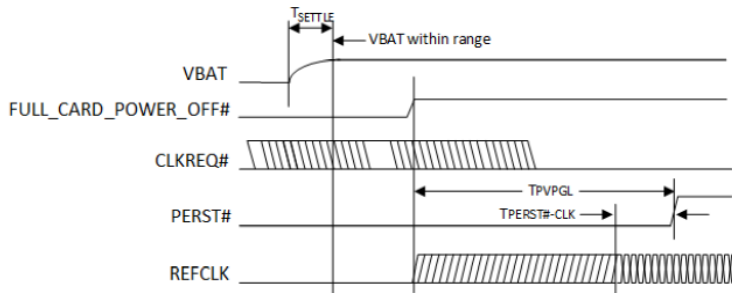 TSETTLE
VBAT within range
VBAT
FULL_CARD_POWER_OFF#
CLKREQ#
TPVPGL
PERST#
TPERST#-CLK
REFCLK